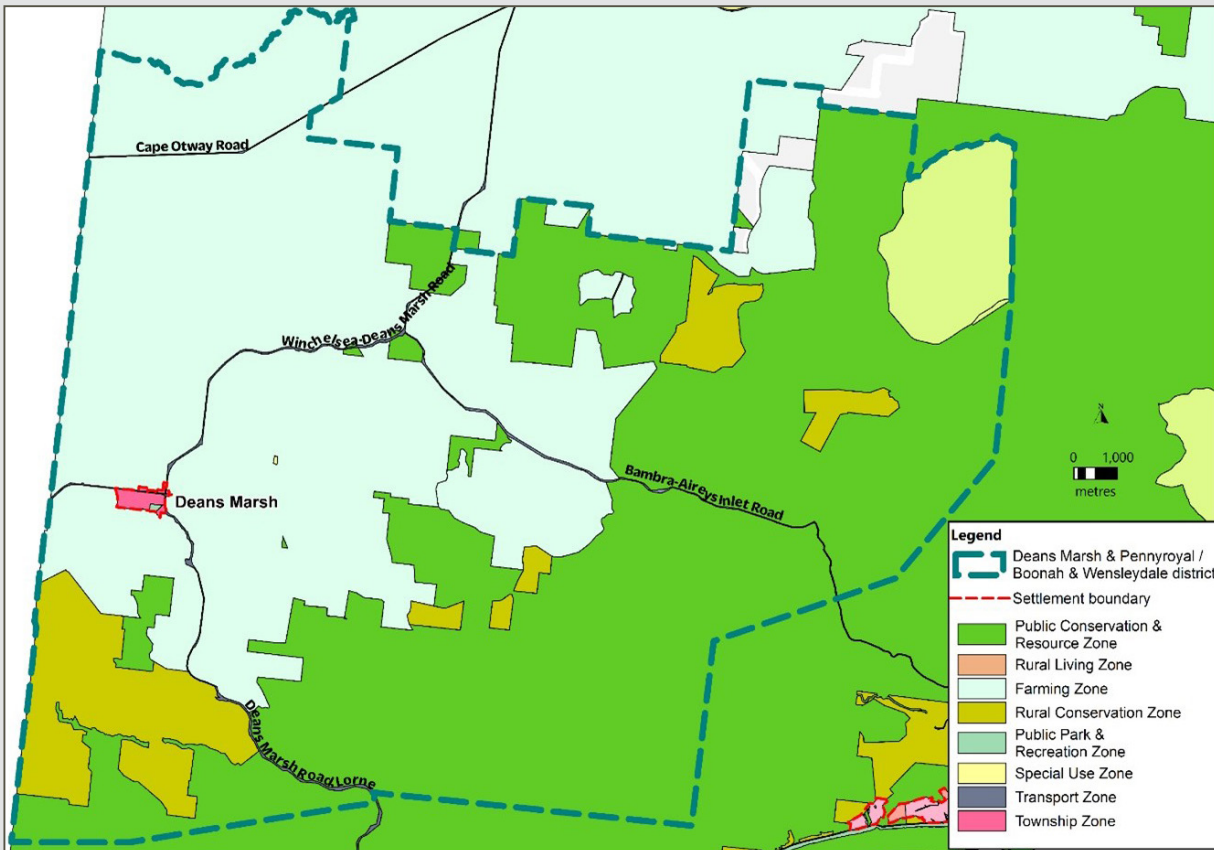 Cape Otway Road
Winchelsea-Deans Marsh Road
Deans Marsh
Bambra-Aireys Inlet Road
Deans Marsh Road, Lorne
N
0 1,000
metres
Legend
Deans Marsh & Pennyroyal /
Boonah & Wensleydale district
Settlement boundary
Public Conservation &
Resource Zone
Rural Living Zone
Farming Zone
Rural Conservation Zone
Public Park &
Recreation Zone
Special Use Zone
Transport Zone
Township Zone